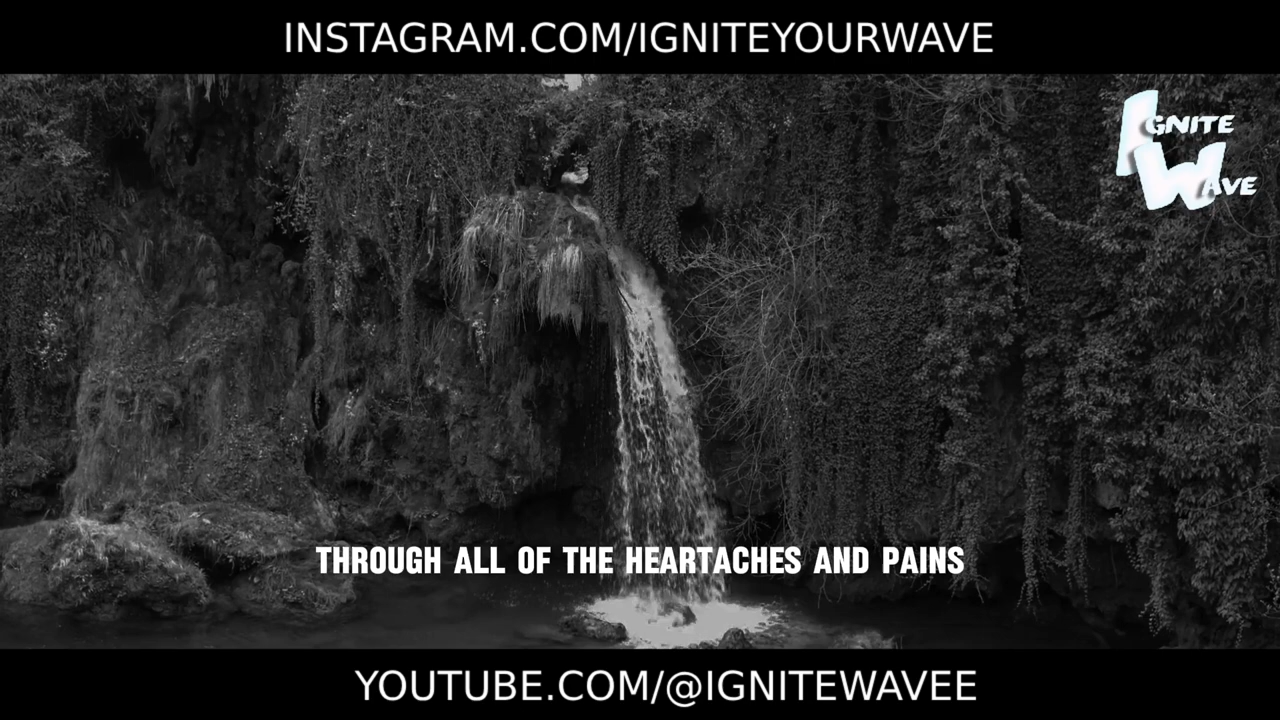 INSTAGRAM.COM/IGNITEYOURWAVE
IGNITE
WAVE
THROUGH ALL OF THE HEARTACHES AND PAINS
YOUTUBE.COM/@IGNITEWAVEE